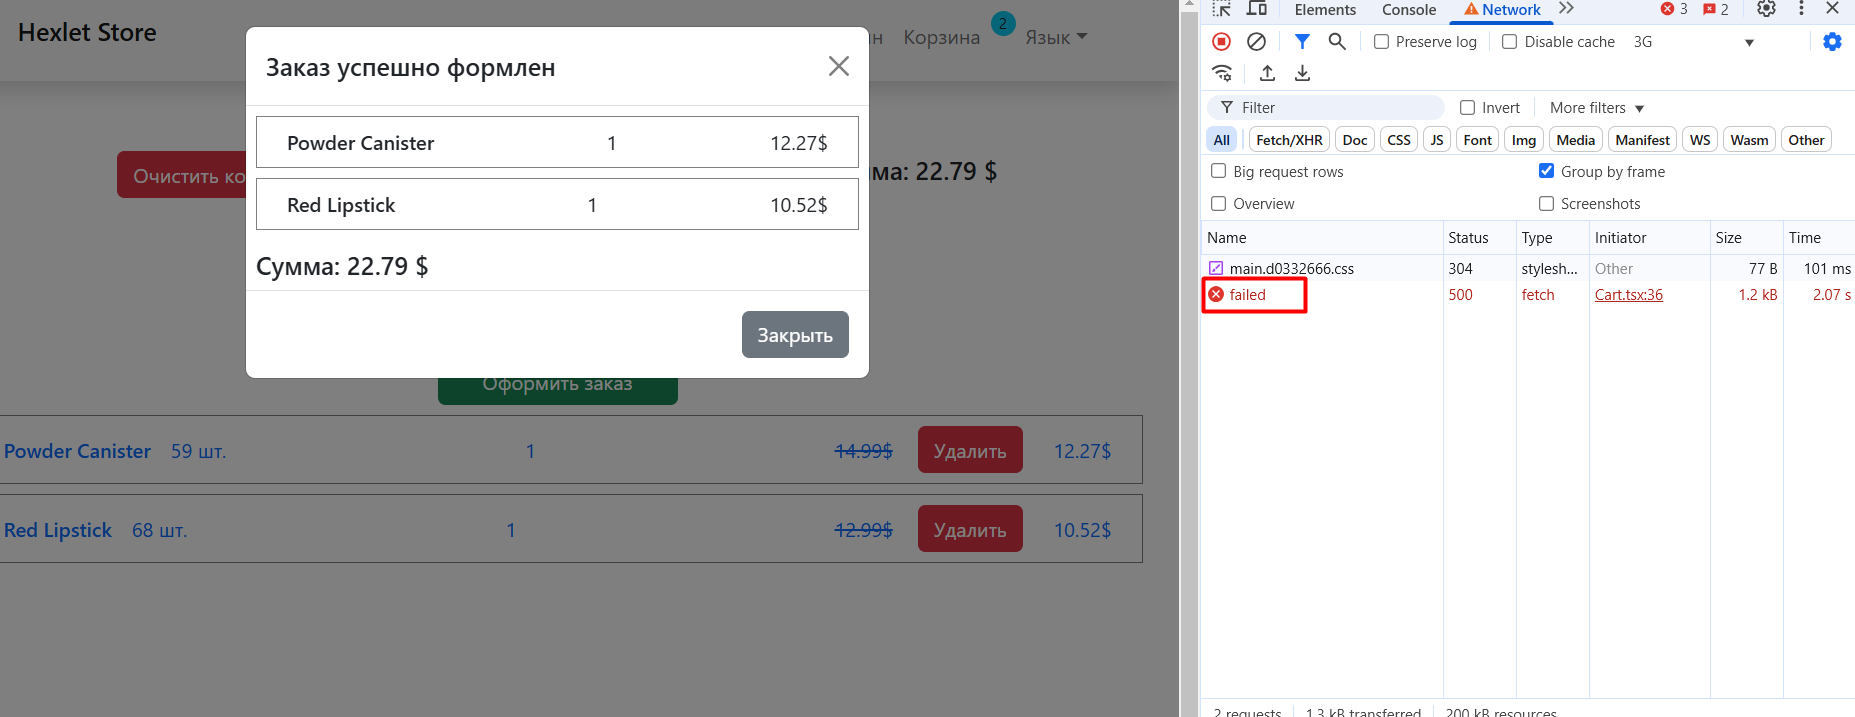 Hexlet Store
ин Корзина 2 Язык
Заказ успешно формлен
Powder Canister 1 12.27$
Red Lipstick 1 10.52$
Сумма: 22.79 $
Закрыть
Очистить ко
ма: 22.79 $
Оформить заказ
Powder Canister 59 шт. 1 14.99$ Удалить 12.27$
Red Lipstick 68 шт. 1 12.99$ Удалить 10.52$
Elements Console Network 3 2
Preserve log Disable cache 3G
Filter Invert More filters
All Fetch/XHR Doc CSS JS Font Img Media Manifest WS Wasm Other
Big request rows Group by frame
Overview Screenshots
Name Status Type Initiator Size Time
main.d0332666.css 304 stylesh... Other 77 B 101 ms
failed 500 fetch Cart.tsx:36 1.2 kB 2.07 s
2 requests 1.3 kB transferred 200 kB resources